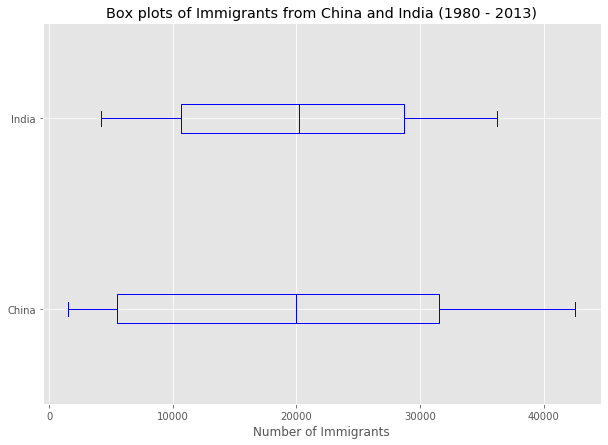 Box plots of Immigrants from China and India (1980 - 2013)
India
China
0 10000 20000 30000 40000
Number of Immigrants